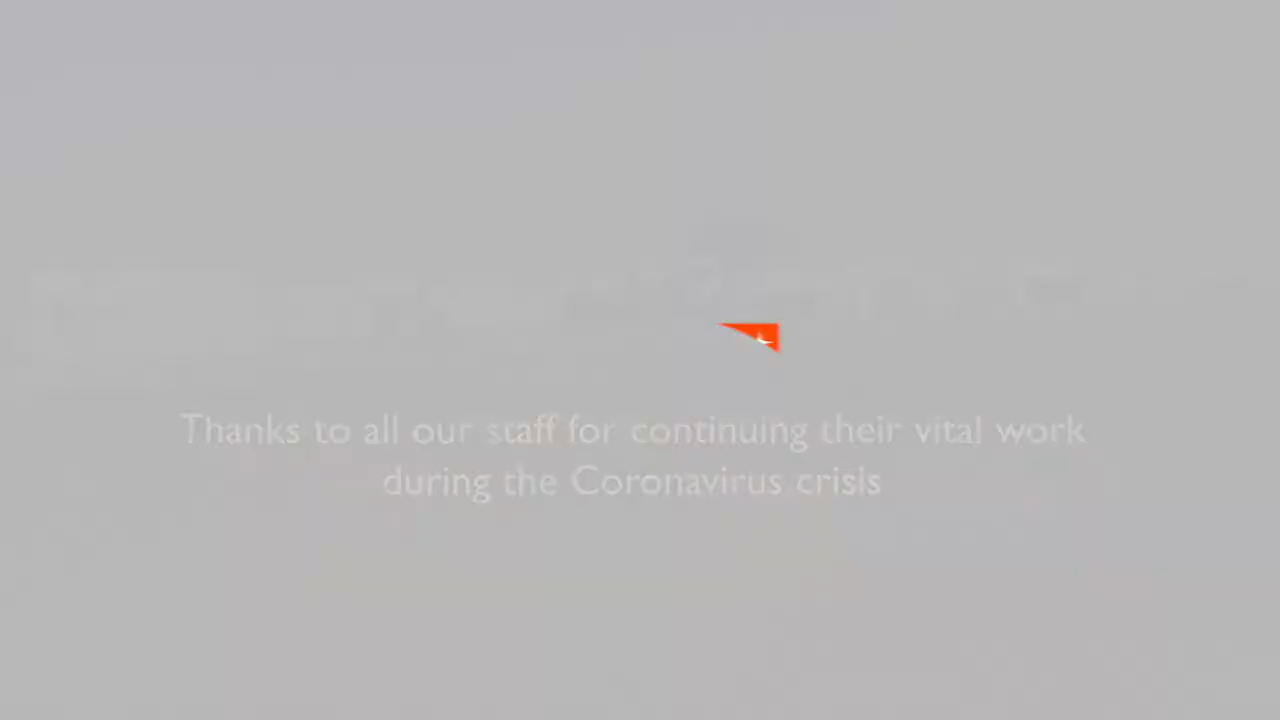 Thanks to all our staff for continuing their vital work
during the Coronavirus crisis